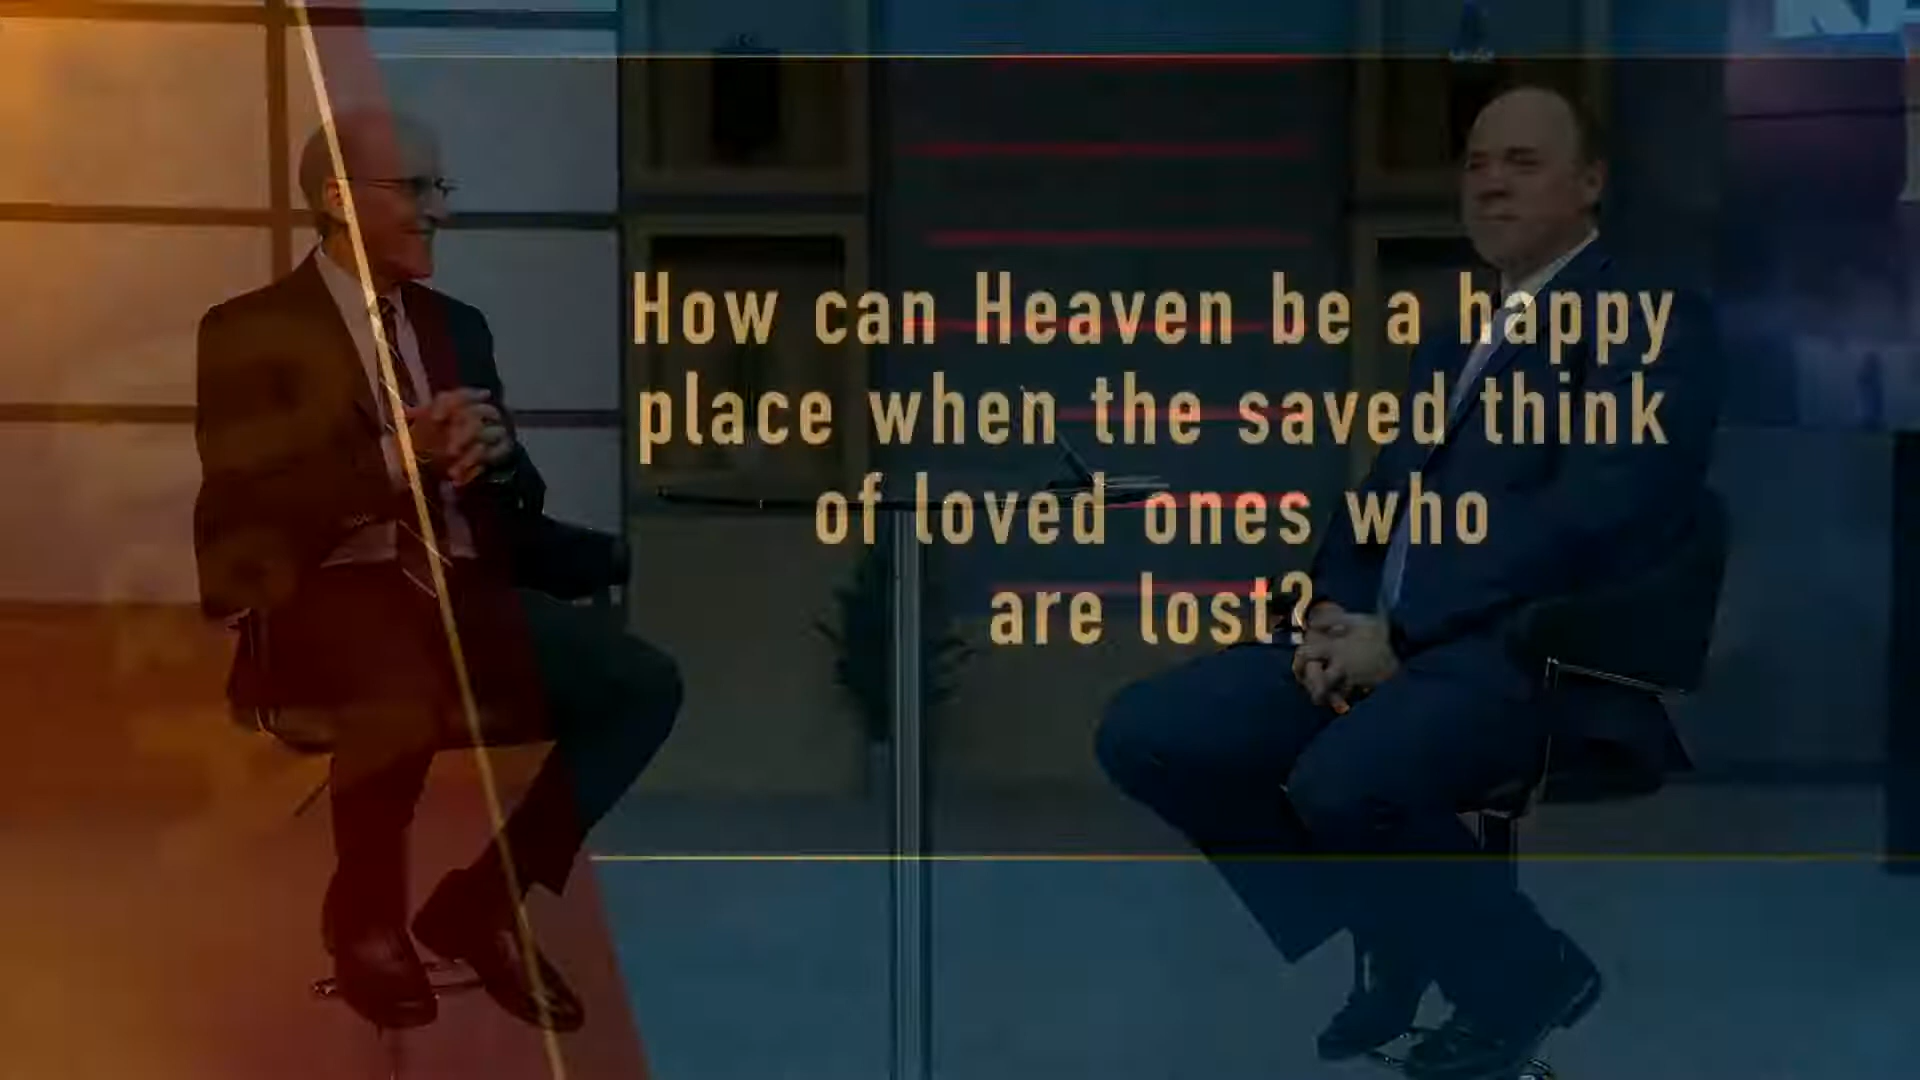 How can Heaven be a happy
place when the saved think
of loved ones who
are lost?